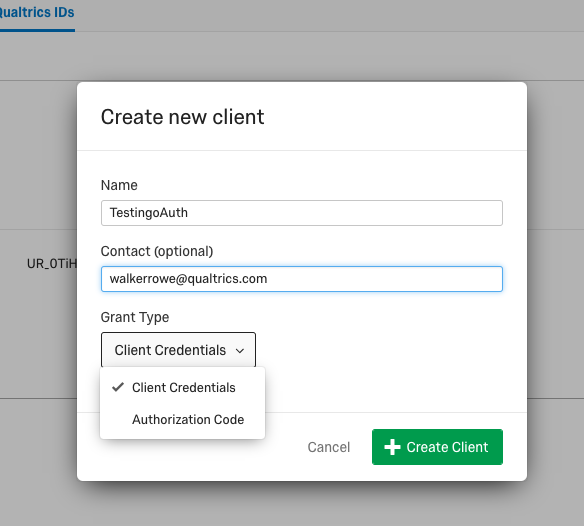 Qualtrics IDs
Create new client
Name
TestingoAuth
Contact (optional)
walkerrowe@qualtrics.com
Grant Type
UR_0TiH
Client Credentials
Client Credentials
Authorization Code
Cancel
Create Client